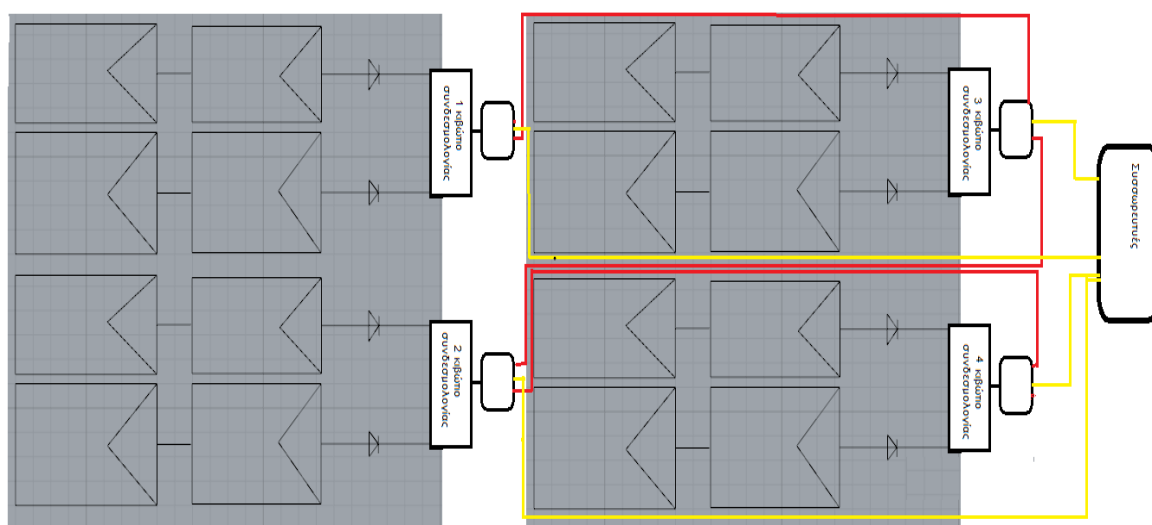 1 κιβώτιο
συνδεσμολογίας
3 κιβώτιο
συνδεσμολογίας
Συσσωρευτές
2 κιβώτιο
συνδεσμολογίας
4 κιβώτιο
συνδεσμολογίας